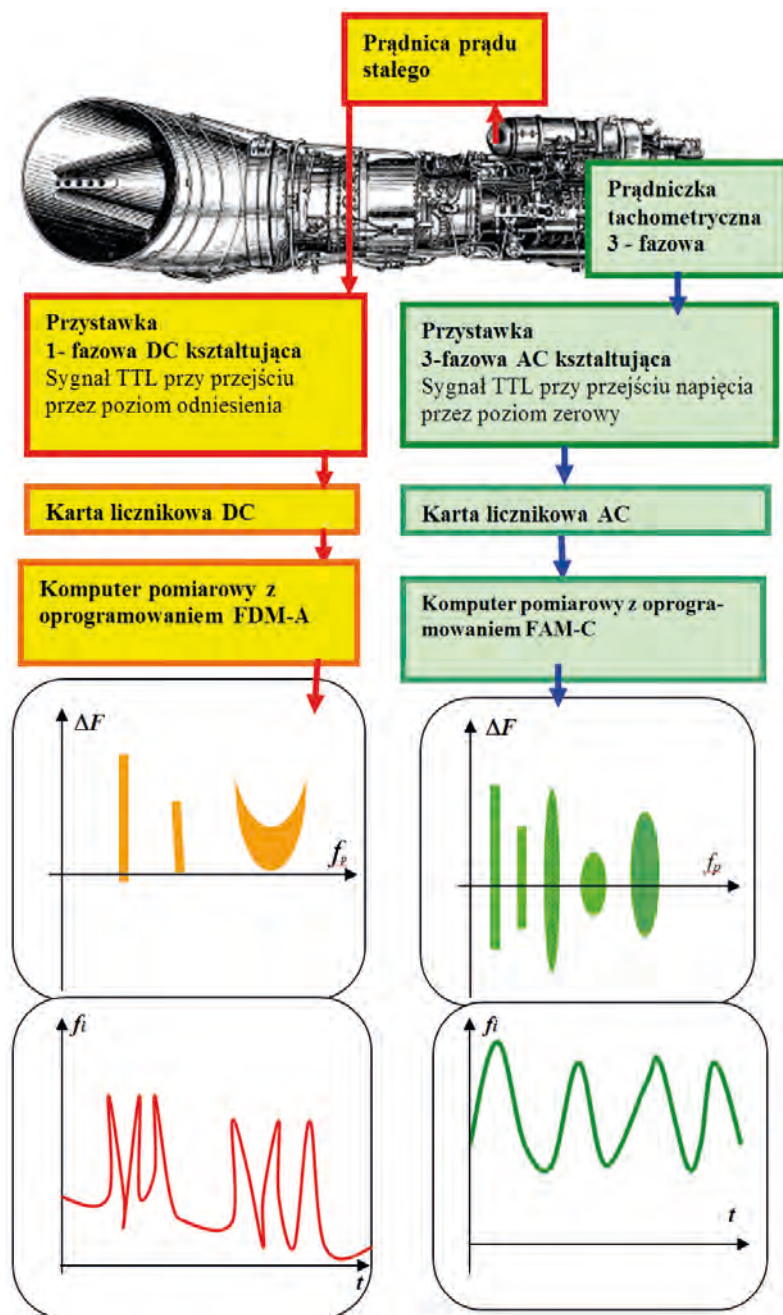 Prądnica prądu
stałego
Prądniczka
tachometryczna
3 - fazowa
Przystawka
1- fazowa DC kształtująca
Sygnał TTL przy przejściu
przez poziom odniesienia
Przystawka
3-fazowa AC kształtująca
Sygnał TTL przy przejściu napięcia
przez poziom zerowy
Karta licznikowa DC
Karta licznikowa AC
Komputer pomiarowy z
oprogramowaniem FDM-A
Komputer pomiarowy z oprogra-
mowaniem FAM-C
ΔF
fp
ΔF
fp
fi
t
fi
t